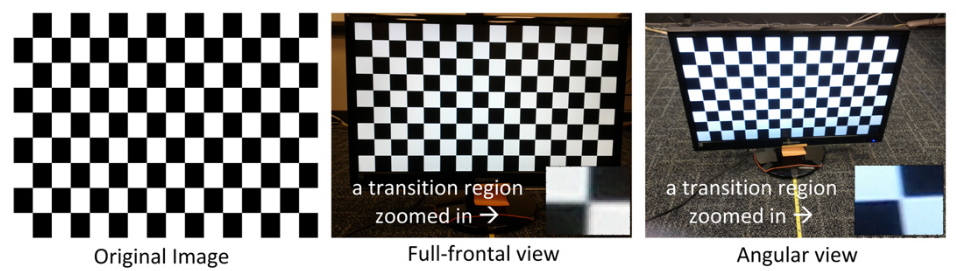 a transition region
zoomed in →
a transition region
zoomed in →
Original Image
Full-frontal view
Angular view